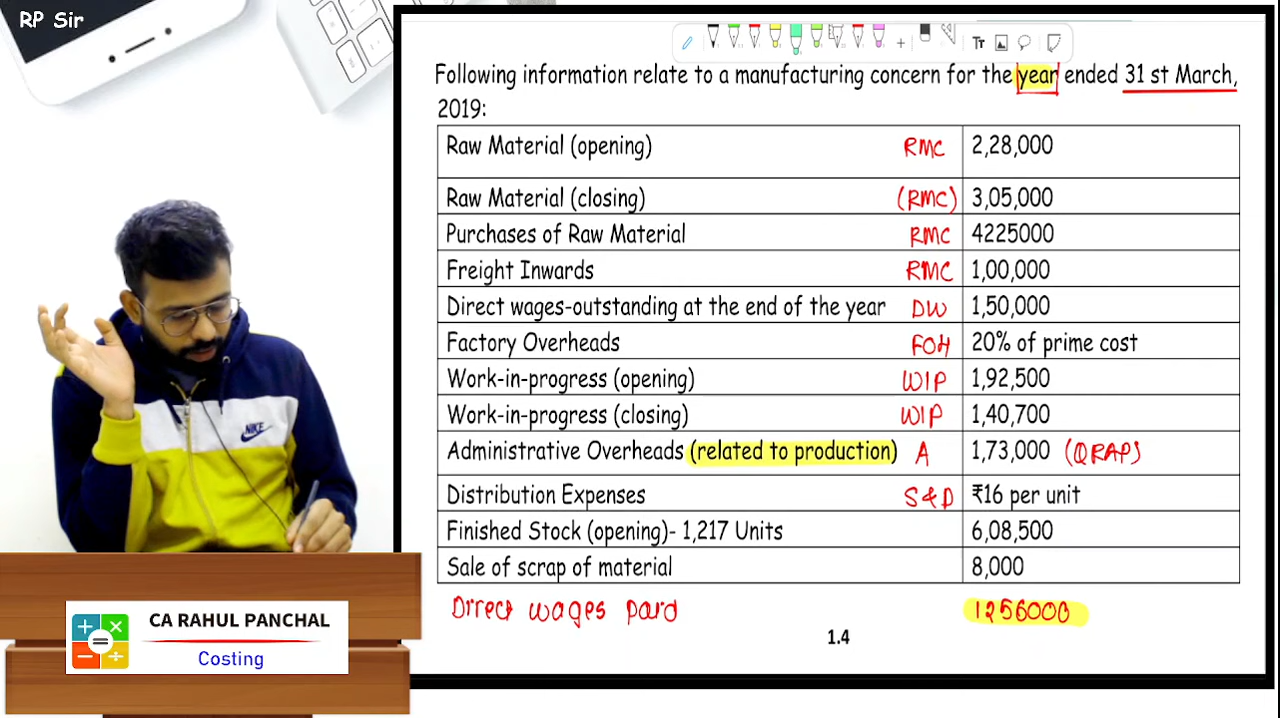 RP Sir
Tт
Following information relate to a manufacturing concern for the year ended 31 st March,
2019:
Raw Material (opening) RMC 2,28,000
Raw Material (closing) (RMC) 3,05,000
Purchases of Raw Material RMC 4225000
Freight Inwards RMC 1,00,000
Direct wages-outstanding at the end of the year DW 1,50,000
Factory Overheads FOH 20% of prime cost
Work-in-progress (opening) WIP 1,92,500
Work-in-progress (closing) WIP 1,40,700
Administrative Overheads (related to production) A 1,73,000 (QRAP)
Distribution Expenses S&D ₹16 per unit
Finished Stock (opening)- 1,217 Units 6,08,500
Sale of scrap of material 8,000
Direct wages paid 1256000
1.4
CA RAHUL PANCHAL
Costing
NIKE